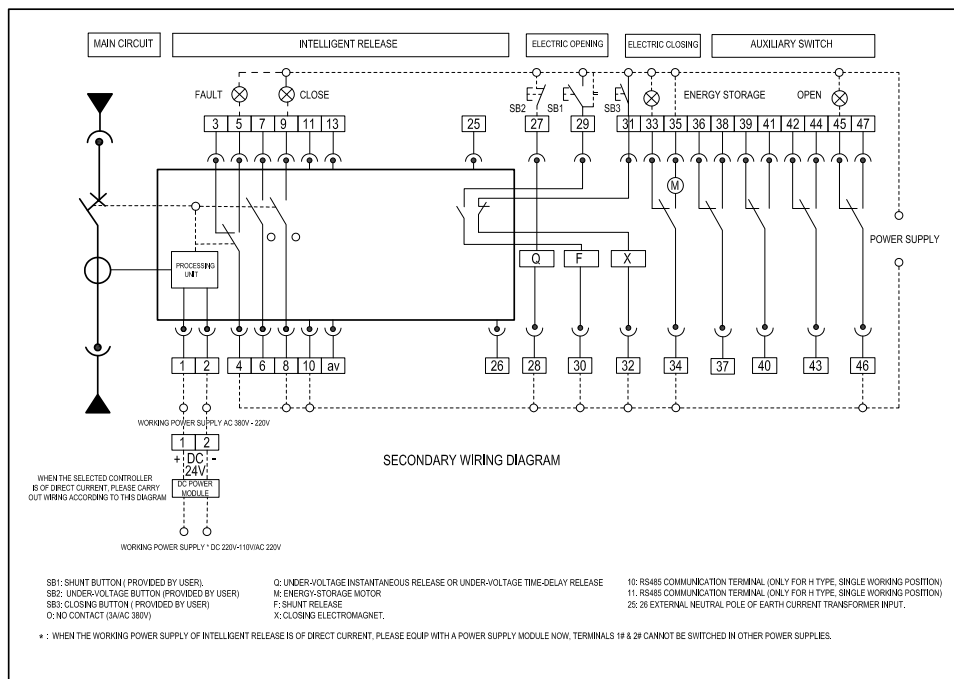 MAIN CIRCUIT
INTELLIGENT RELEASE
ELECTRIC OPENING
ELECTRIC CLOSING
AUXILIARY SWITCH
FAULT
CLOSE
SB2
SB1
SB3
ENERGY STORAGE
OPEN
3 5 7 9 11 13 25 27 29 31 33 35 36 38 39 41 42 44 45 47
M
POWER SUPPLY
PROCESSING
UNIT
Q F X
1 2 4 6 8 10 av 26 28 30 32 34 37 40 43 46
WORKING POWER SUPPLY AC 380V - 220V
1 2
+ DC -
24V
SECONDARY WIRING DIAGRAM
WHEN THE SELECTED CONTROLLER
IS OF DIRECT CURRENT, PLEASE CARRY
OUT WIRING ACCORDING TO THIS DIAGRAM
DC POWER
MODULE
WORKING POWER SUPPLY * DC 220V-110V/AC 220V
SB1: SHUNT BUTTON ( PROVIDED BY USER).
SB2: UNDER-VOLTAGE BUTTON (PROVIDED BY USER)
SB3: CLOSING BUTTON ( PROVIDED BY USER)
O: NO CONTACT (3A/AC 380V)
Q: UNDER-VOLTAGE INSTANTANEOUS RELEASE OR UNDER-VOLTAGE TIME-DELAY RELEASE
M: ENERGY-STORAGE MOTOR
F: SHUNT RELEASE
X: CLOSING ELECTROMAGNET.
10: RS485 COMMUNICATION TERMINAL (ONLY FOR H TYPE, SINGLE WORKING POSITION)
11. RS485 COMMUNICATION TERMINAL (ONLY FOR H TYPE, SINGLE WORKING POSITION)
25: 26 EXTERNAL NEUTRAL POLE OF EARTH CURRENT TRANSFORMER INPUT.
* : WHEN THE WORKING POWER SUPPLY OF INTELLIGENT RELEASE IS OF DIRECT CURRENT, PLEASE EQUIP WITH A POWER SUPPLY MODULE NOW, TERMINALS 1# & 2# CANNOT BE SWITCHED IN OTHER POWER SUPPLIES.